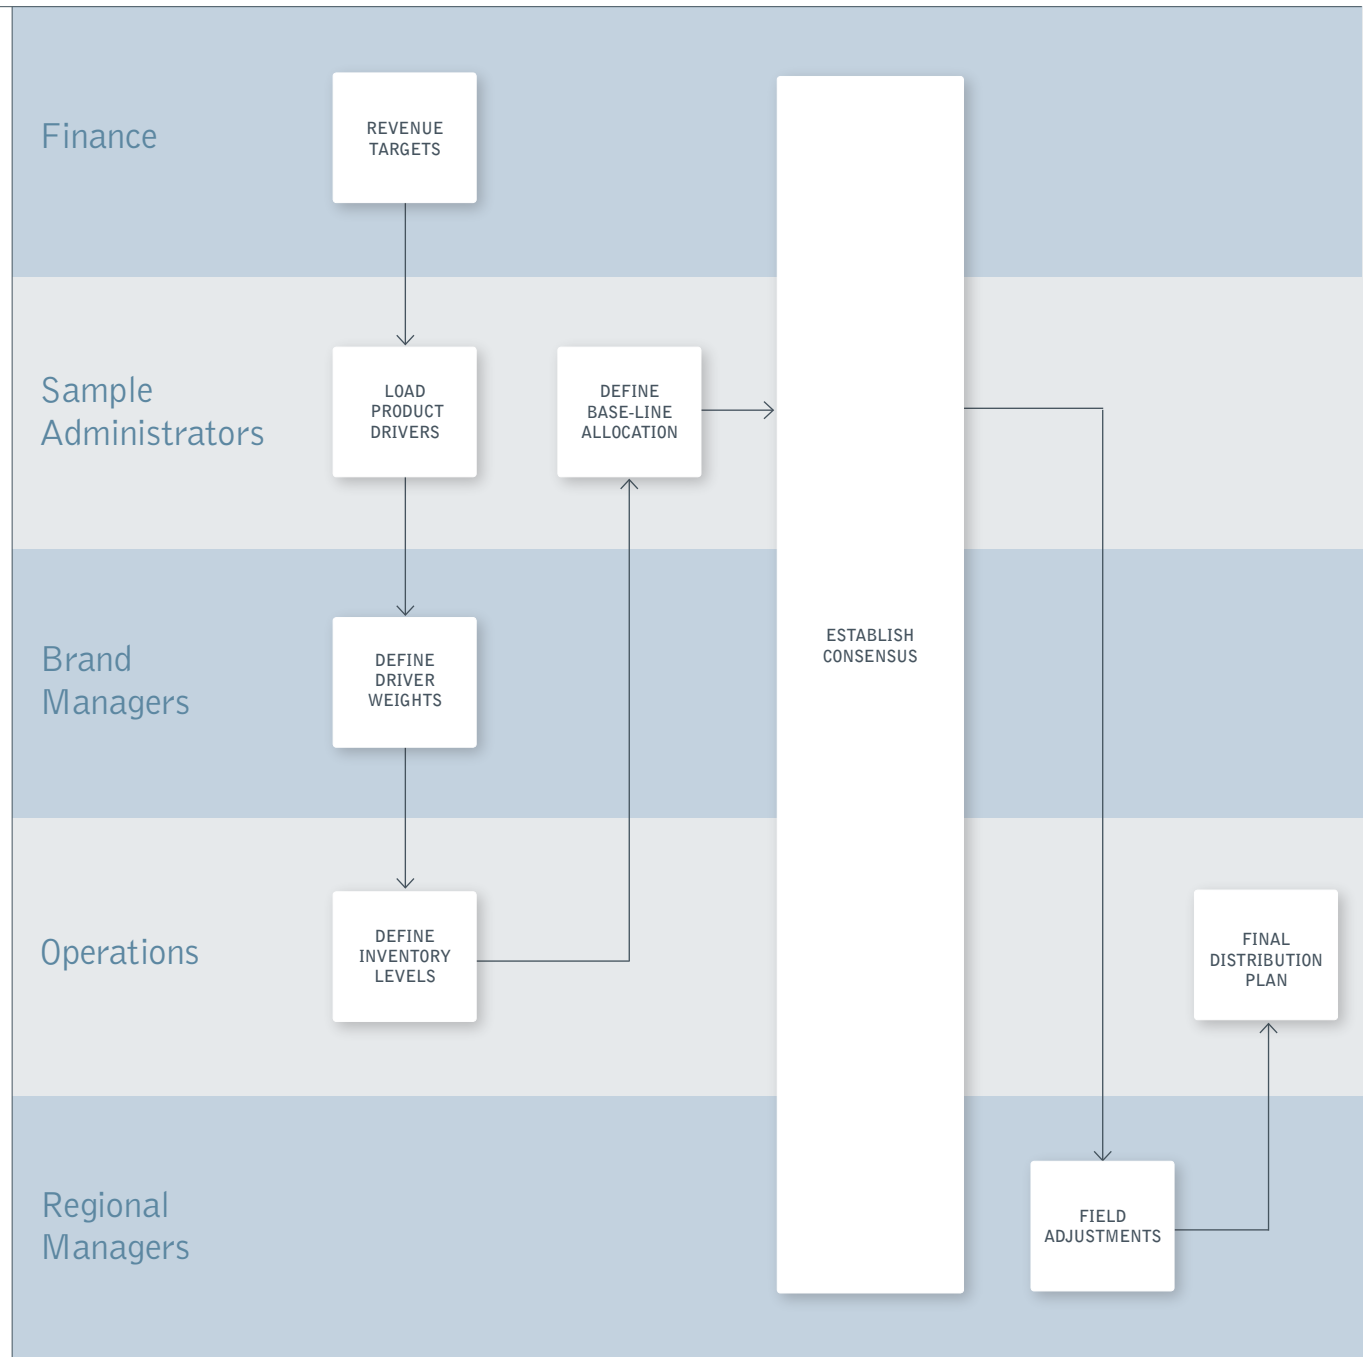 Finance
REVENUE
TARGETS
Sample
Administrators
LOAD
PRODUCT
DRIVERS
DEFINE
BASE-LINE
ALLOCATION
Brand
Managers
DEFINE
DRIVER
WEIGHTS
ESTABLISH
CONSENSUS
Operations
DEFINE
INVENTORY
LEVELS
FINAL
DISTRIBUTION
PLAN
Regional
Managers
FIELD
ADJUSTMENTS